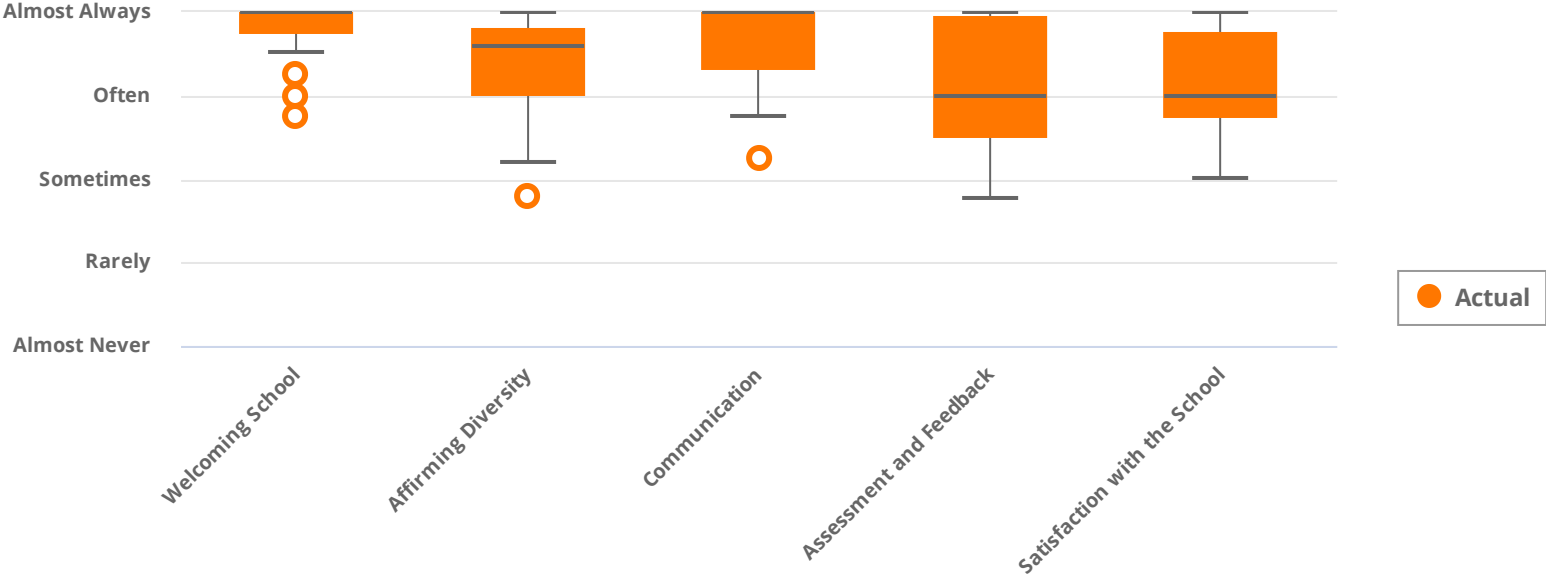 Almost Always
Often
Sometimes
Rarely
Almost Never
Actual
Welcoming School
Affirming Diversity
Communication
Assessment and Feedback
Satisfaction with the School